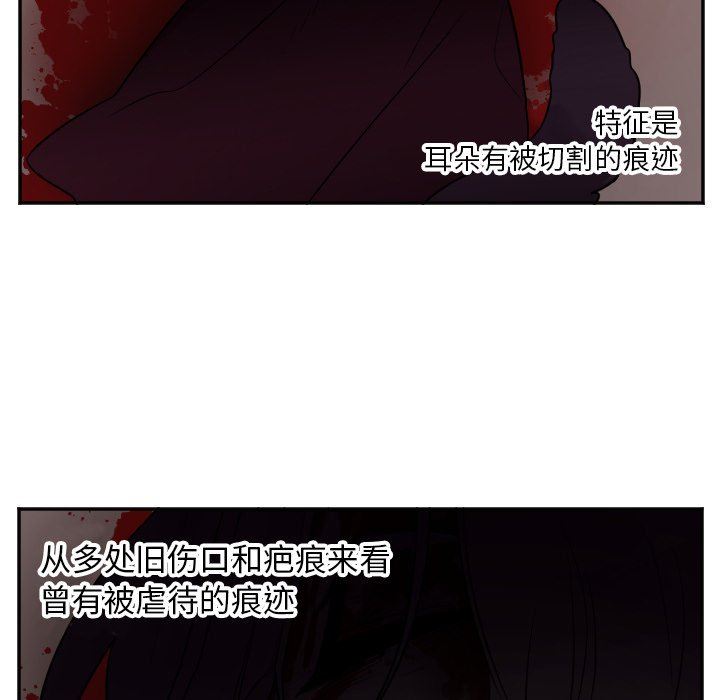 特征是
耳朵有被切割的痕迹
从多处旧伤口和疤痕来看
曾有被虐待的痕迹